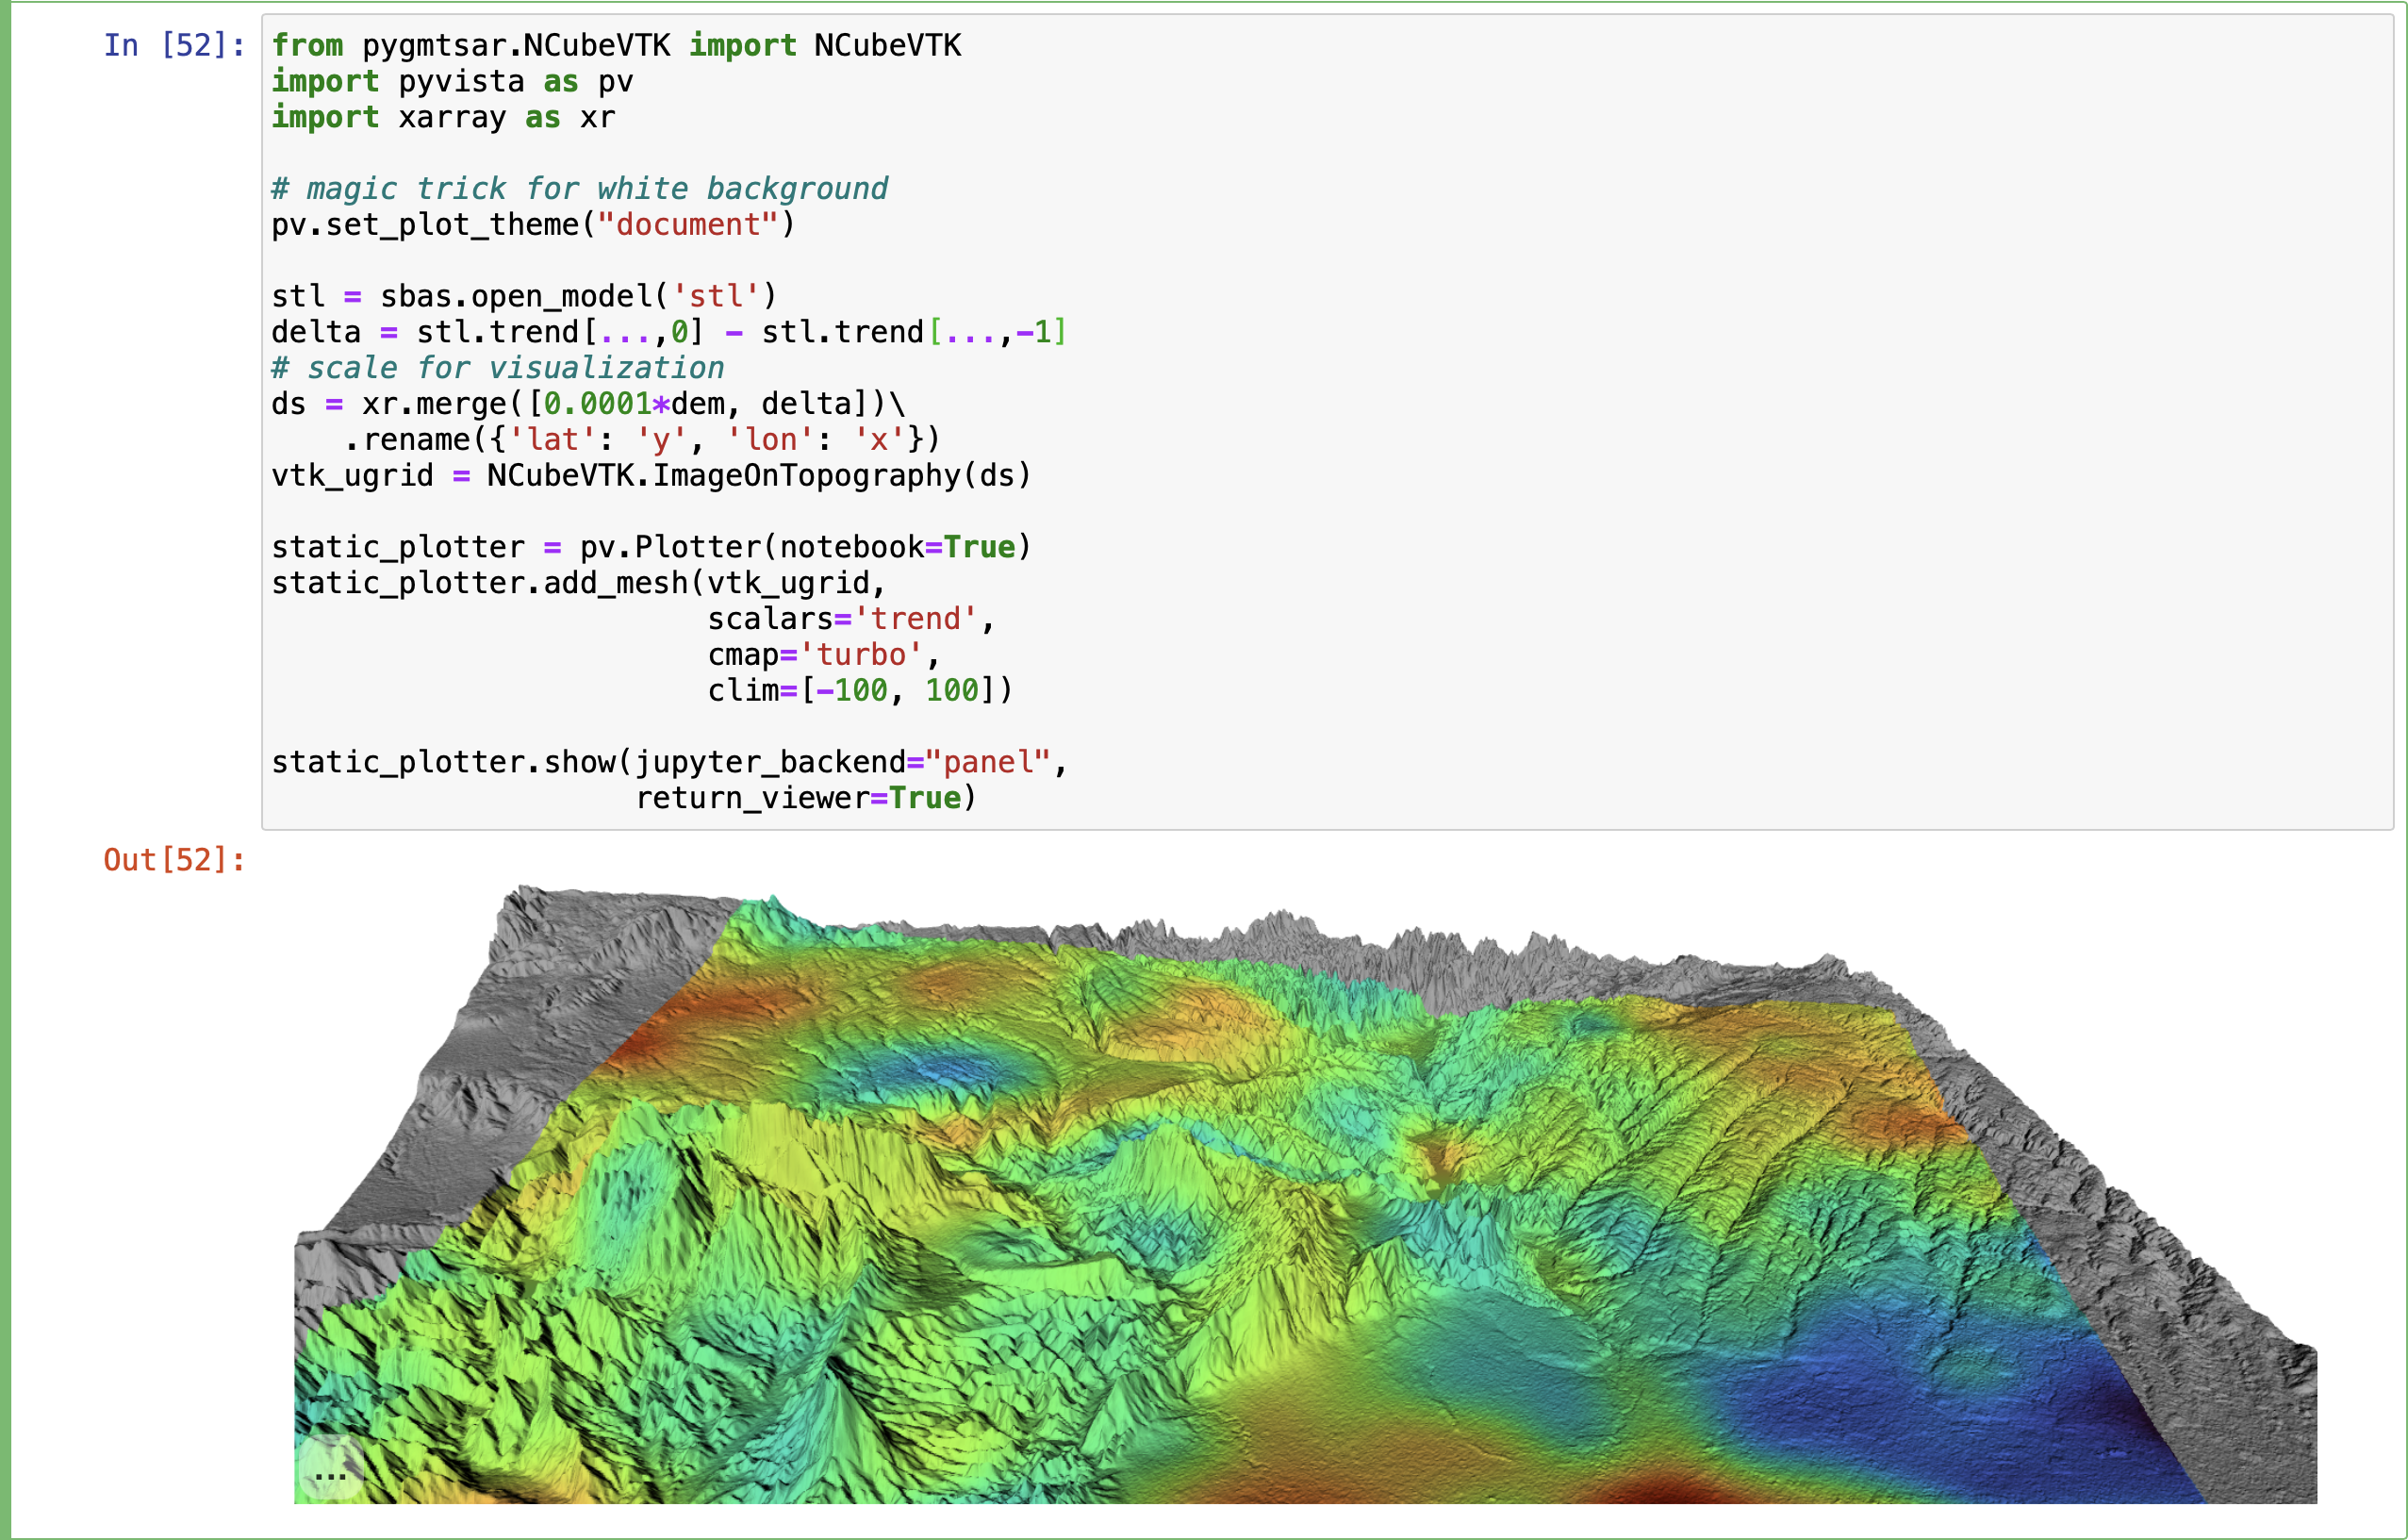 In [52]:
from pygmtsar.NCubeVTK import NCubeVTK
import pyvista as pv
import xarray as xr

# magic trick for white background
pv.set_plot_theme("document")

stl = sbas.open_model('stl')
delta = stl.trend[...,0] - stl.trend[...,-1]
# scale for visualization
ds = xr.merge([0.0001*dem, delta])\
    .rename({'lat': 'y', 'lon': 'x'})
vtk_ugrid = NCubeVTK.ImageOnTopography(ds)

static_plotter = pv.Plotter(notebook=True)
static_plotter.add_mesh(vtk_ugrid,
                        scalars='trend',
                        cmap='turbo',
                        clim=[-100, 100])

static_plotter.show(jupyter_backend="panel",
                    return_viewer=True)
Out[52]:
...